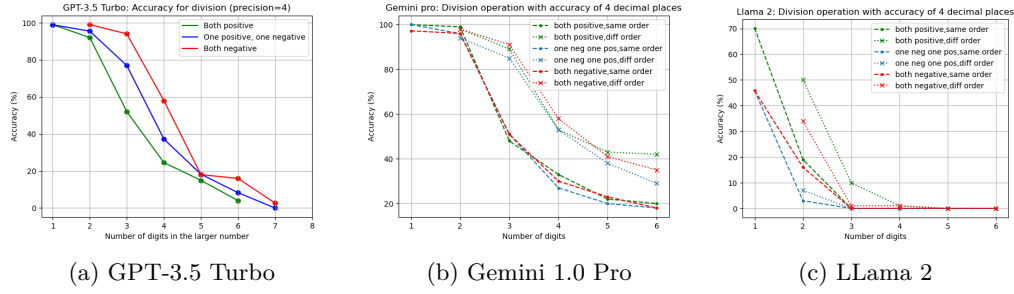 GPT-3.5 Turbo: Accuracy for division (precision=4)
Accuracy (%)
100
80
60
40
20
0
1 2 3 4 5 6 7 8
Number of digits in the larger number
Both positive
One positive, one negative
Both negative
(a) GPT-3.5 Turbo
Gemini pro: Division operation with accuracy of 4 decimal places
Accuracy (%)
100
80
60
40
20
1 2 3 4 5 6
Number of digits
both positive,same order
both positive,diff order
one neg one pos,same order
one neg one pos,diff order
both negative,same order
both negative,diff order
(b) Gemini 1.0 Pro
Llama 2: Division operation with accuracy of 4 decimal places
Accuracy (%)
70
60
50
40
30
20
10
0
1 2 3 4 5 6
Number of digits
both positive,same order
both positive,diff order
one neg one pos,same order
one neg one pos,diff order
both negative,same order
both negative,diff order
(c) LLama 2